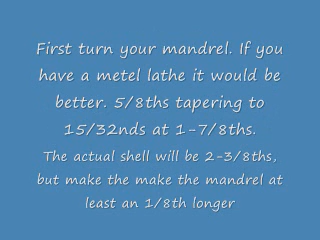 First turn your mandrel. If you
have a metel lathe it would be
better. 5/8ths tapering to
15/32nds at 1-7/8ths.
The actual shell will be 2-3/8ths,
but make the make the mandrel at
least an 1/8th longer